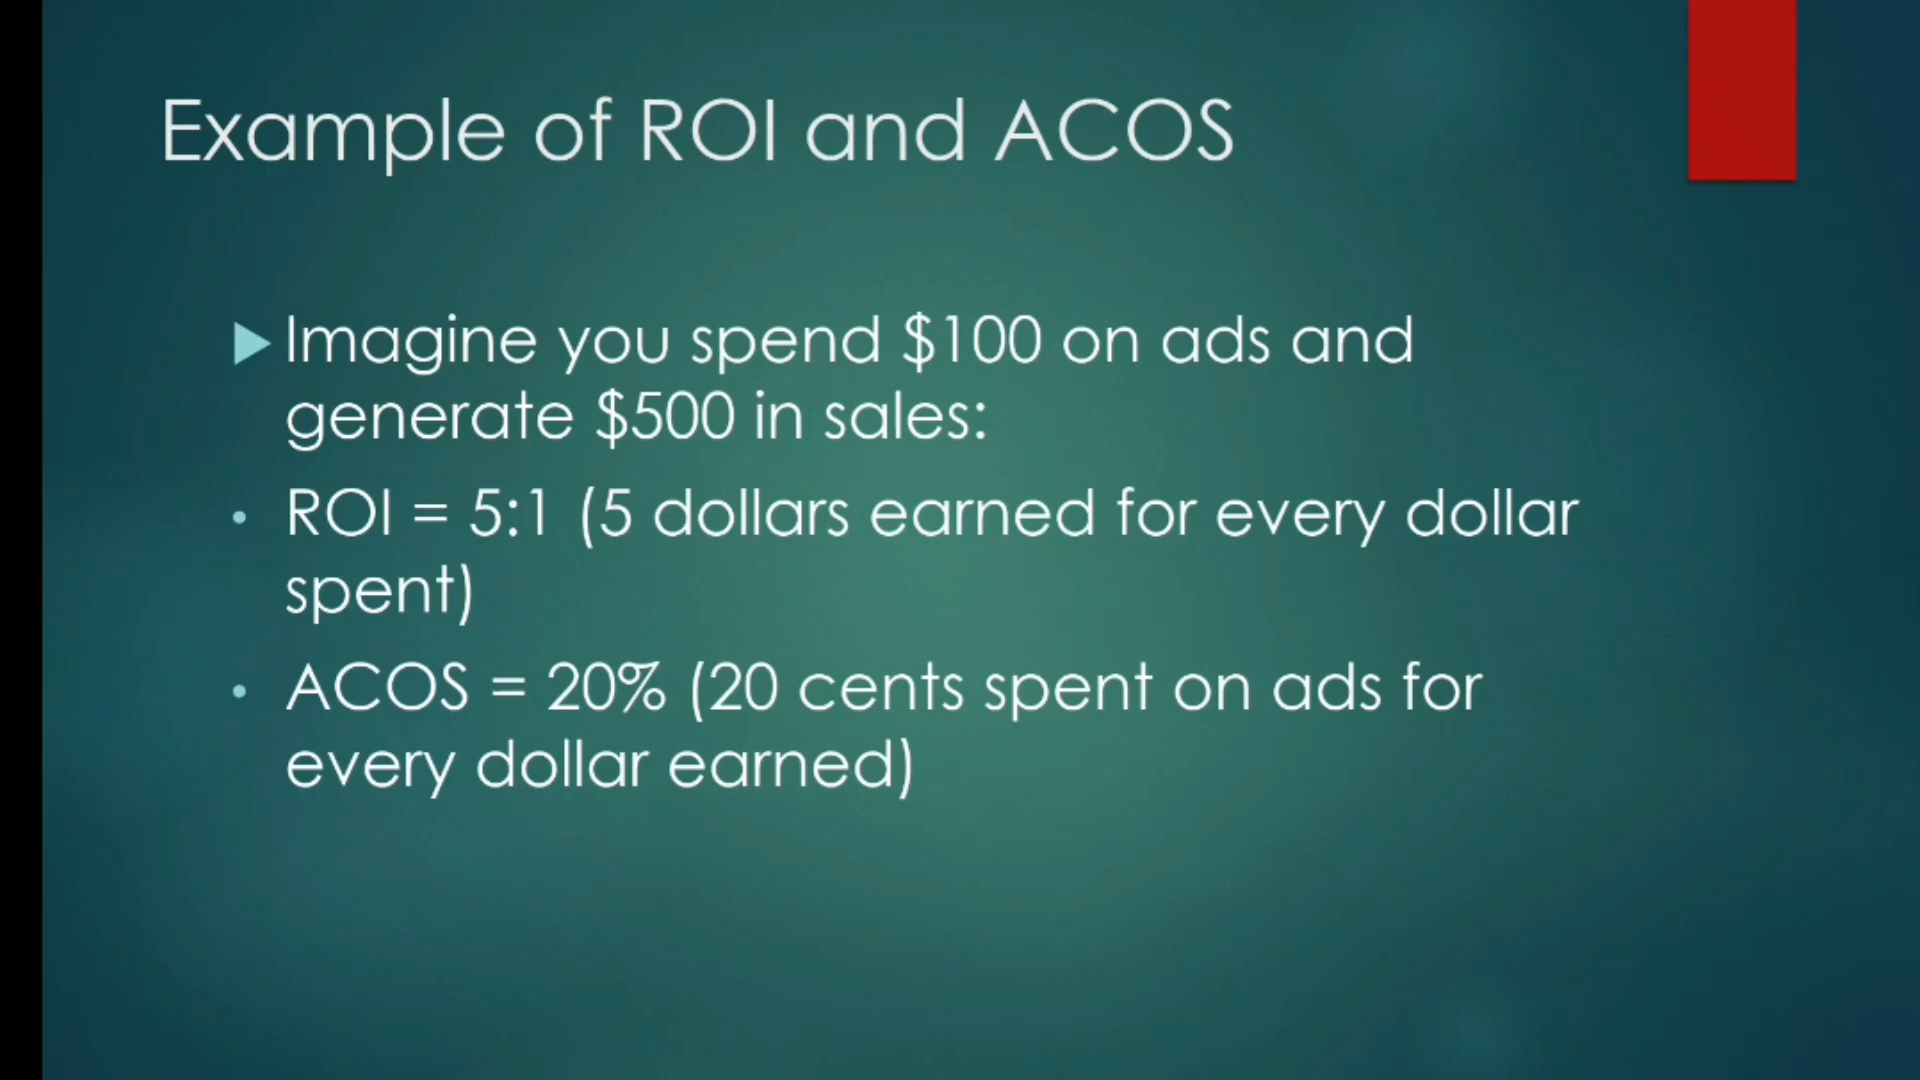 Example of ROI and ACOS
Imagine you spend $100 on ads and
generate $500 in sales:
ROI = 5:1 (5 dollars earned for every dollar
spent)
ACOS = 20% (20 cents spent on ads for
every dollar earned)